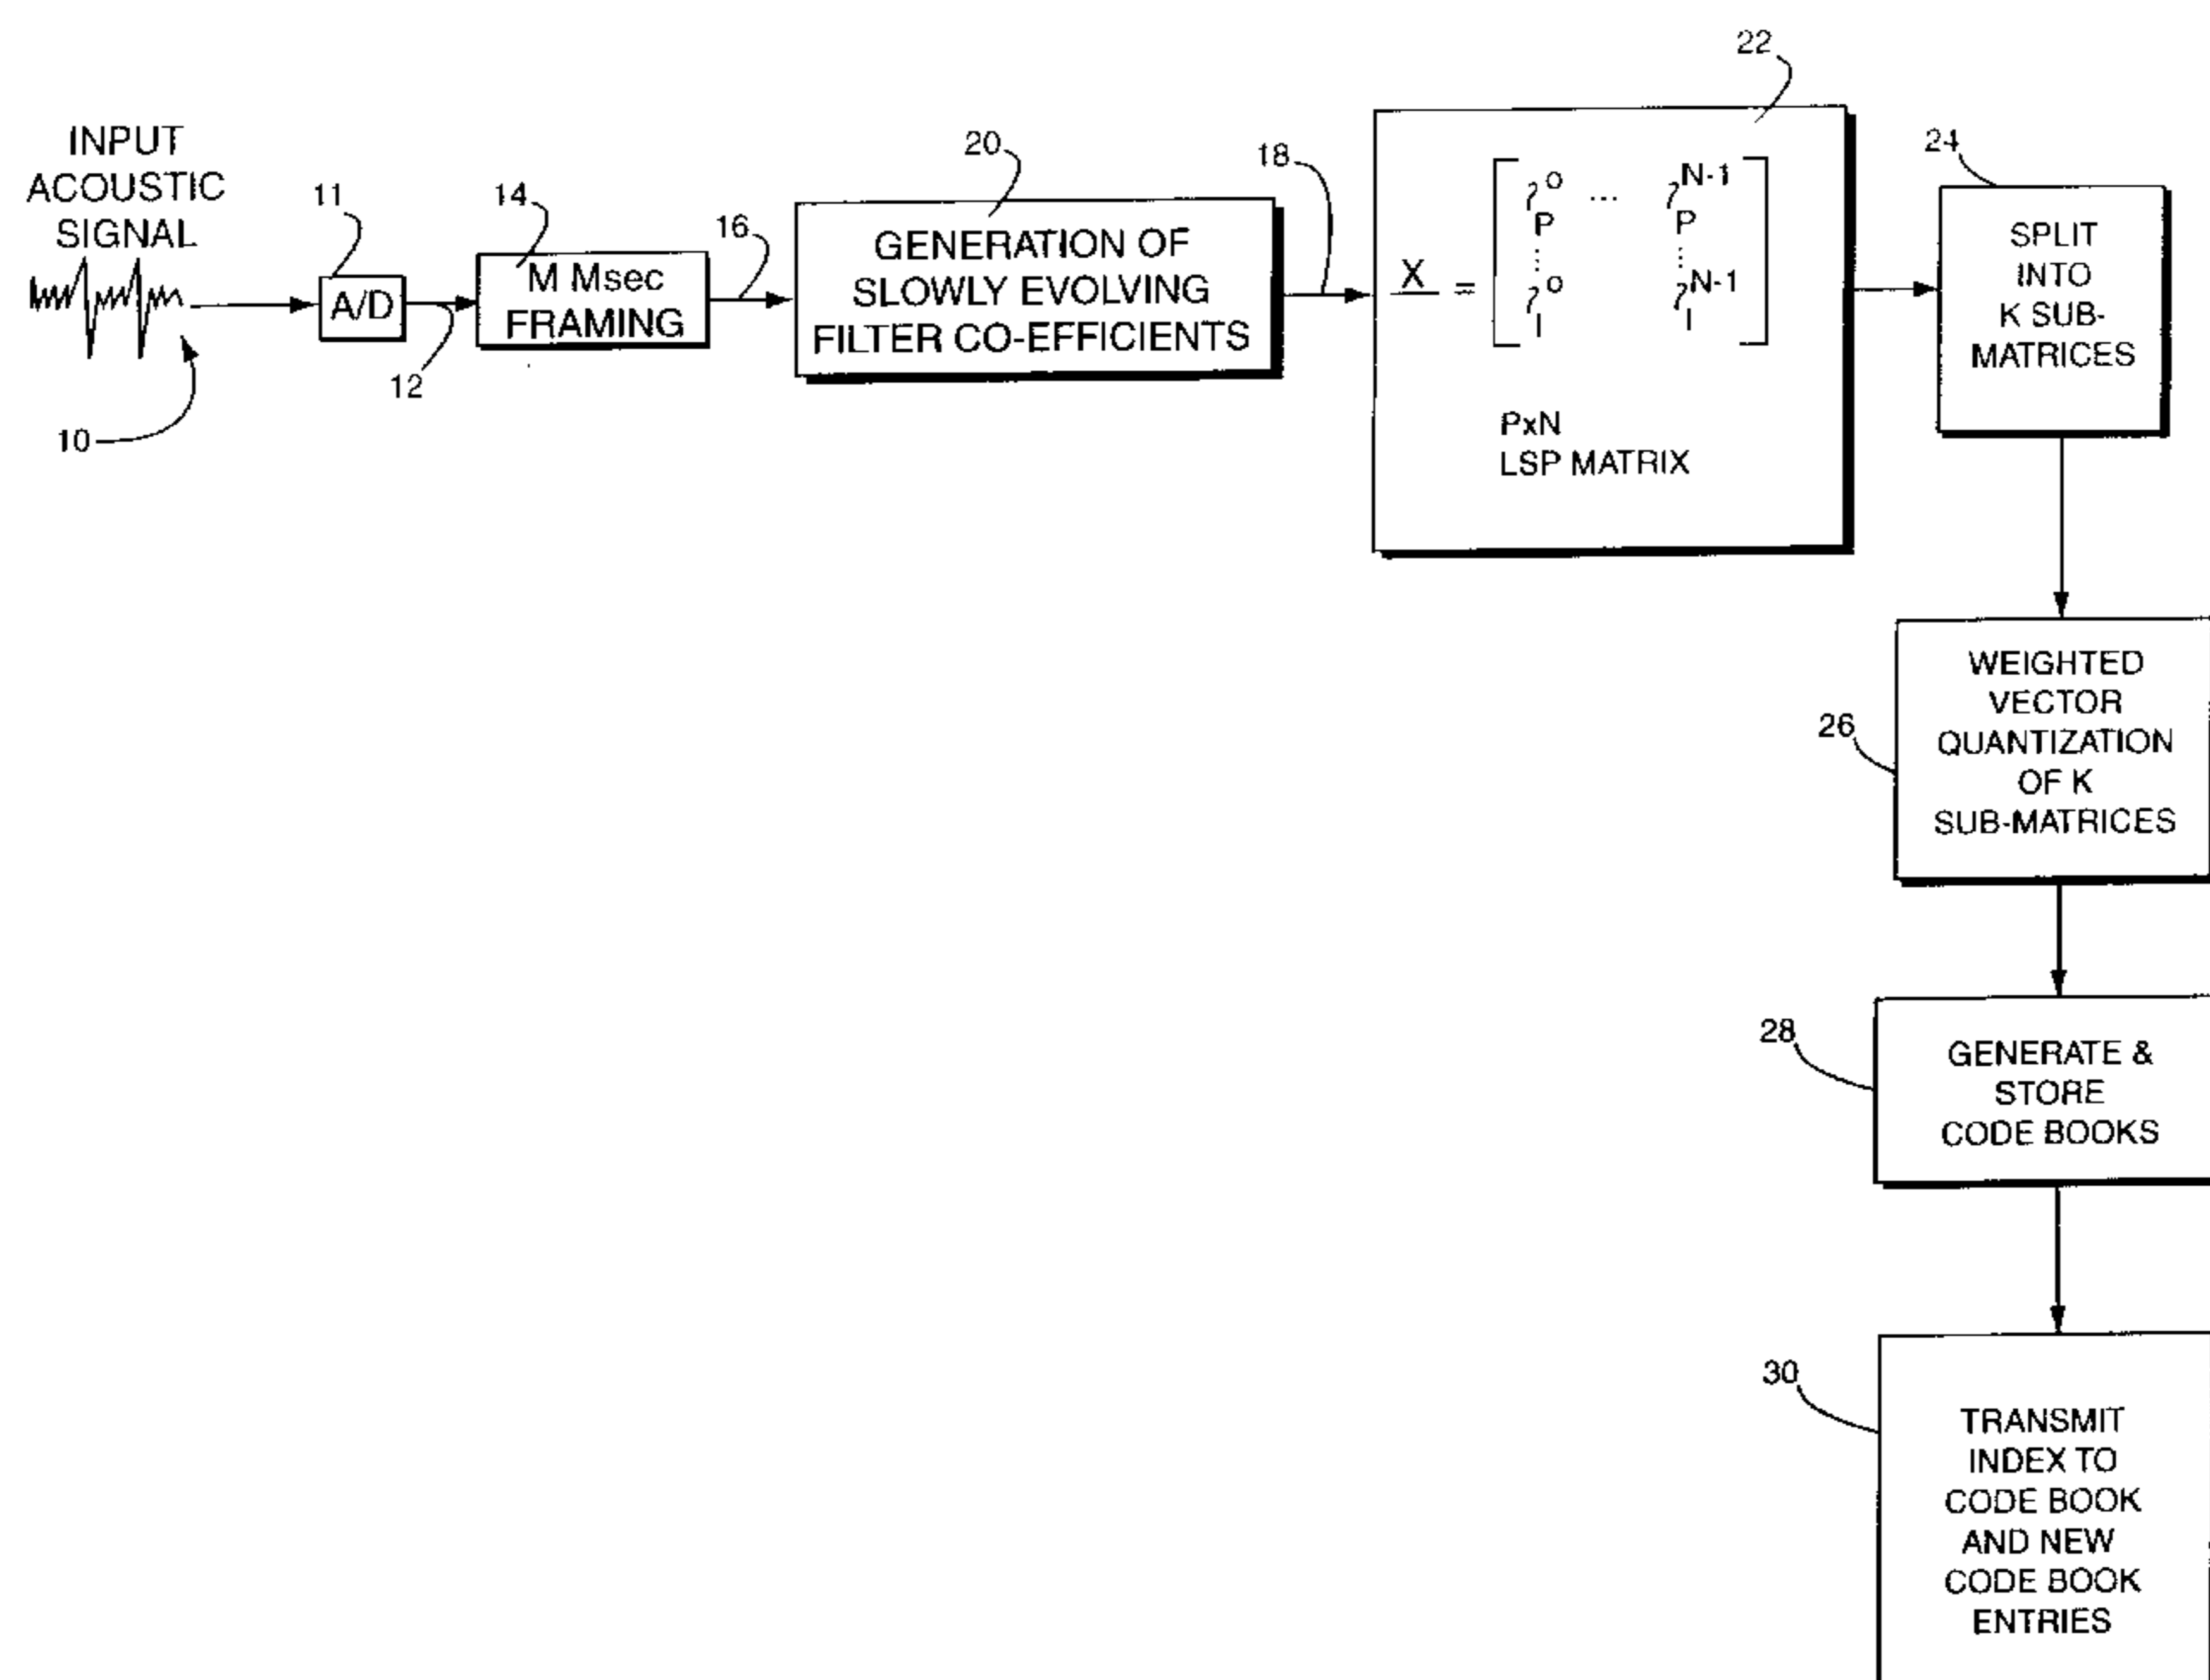 INPUT
ACOUSTIC
SIGNAL
10
11
A/D
12
14
M Msec
FRAMING
16
20
GENERATION OF
SLOWLY EVOLVING
FILTER CO-EFFICIENTS
18
22
X =
o ... N-1
P P
o N-1
I I
PxN
LSP MATRIX
24
SPLIT
INTO
K SUB-
MATRICES
26
WEIGHTED
VECTOR
QUANTIZATION
OF K
SUB-MATRICES
28
GENERATE &
STORE
CODE BOOKS
30
TRANSMIT
INDEX TO
CODE BOOK
AND NEW
CODE BOOK
ENTRIES